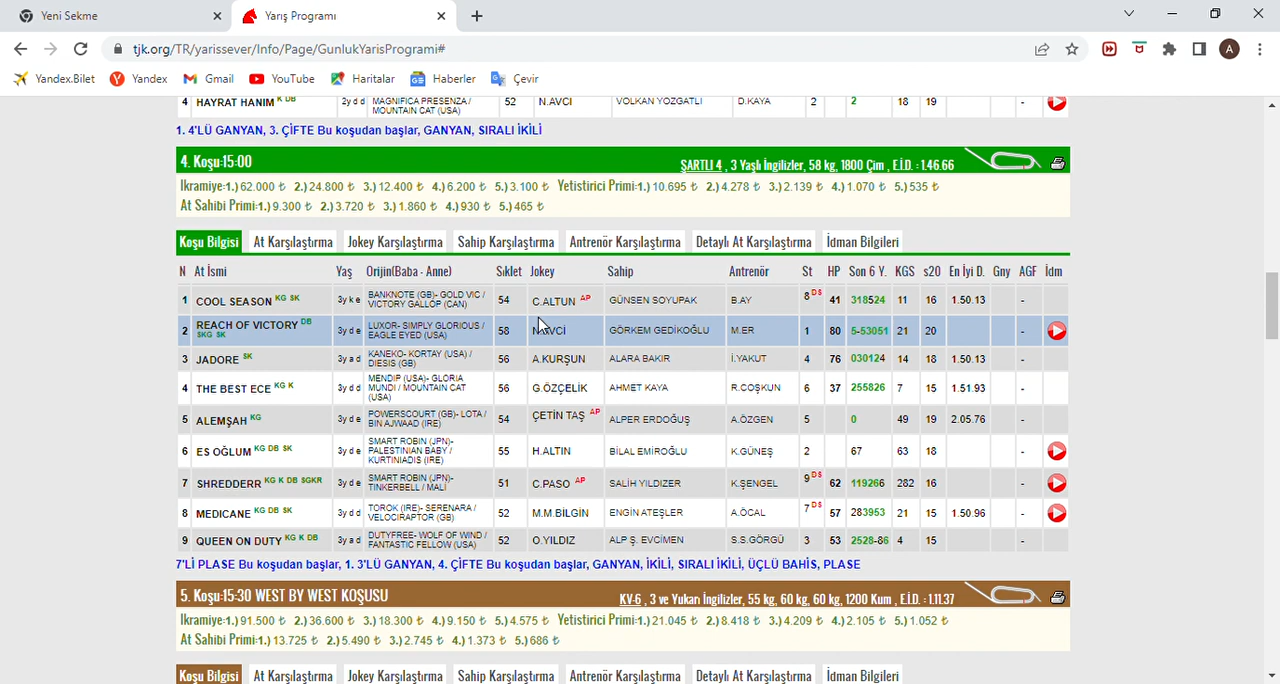 Yeni Sekme
Yarış Programı
tjk.org/TR/yarissever/Info/Page/GunlukYarisProgrami#
A
Yandex.Bilet Yandex Gmail YouTube Haritalar Haberler Çevir
4 HAYRAT HANIM K DB 2y d d MAGNIFICA PRESENZA / MOUNTAIN CAT (USA) 52 N.AVCI VOLKAN YOZGATLI D.KAYA 2 2 18 19 -
1. 4'LÜ GANYAN, 3. ÇİFTE Bu koşudan başlar, GANYAN, SIRALI İKİLİ
4. Koşu:15:00 ŞARTLI 4 , 3 Yaşlı İngilizler, 58 kg, 1800 Çim , E.İ.D. : 1.46.66
İkramiye:1.) 62.000 ₺ 2.) 24.800 ₺ 3.) 12.400 ₺ 4.) 6.200 ₺ 5.) 3.100 ₺ Yetistirici Primi:1.) 10.695 ₺ 2.) 4.278 ₺ 3.) 2.139 ₺ 4.) 1.070 ₺ 5.) 535 ₺
At Sahibi Primi:1.) 9.300 ₺ 2.) 3.720 ₺ 3.) 1.860 ₺ 4.) 930 ₺ 5.) 465 ₺
Koşu Bilgisi At Karşılaştırma Jokey Karşılaştırma Sahip Karşılaştırma Antrenör Karşılaştırma Detaylı At Karşılaştırma İdman Bilgileri
N At İsmi Yaş Orijin(Baba - Anne) Sıklet Jokey Sahip Antrenör St HP Son 6 Y. KGS s20 En İyi D. Gny AGF İdm
1 COOL SEASON KG SK 3y k e BANKNOTE (GB)- GOLD VIC / VICTORY GALLOP (CAN) 54 C.ALTUN AP GÜNSEN SOYUPAK B.AY 8 DS 41 318524 11 16 1.50.13 -
2 REACH OF VICTORY DB SKG SK 3y d e LUXOR- SIMPLY GLORIOUS / EAGLE EYED (USA) 58 N.AVCI GÖRKEM GEDİKOĞLU M.ER 1 80 5-53051 21 20 -
3 JADORE SK 3y a d KANEKO- KORTAY (USA) / DIESIS (GB) 56 A.KURŞUN ALARA BAKIR İ.YAKUT 4 76 030124 14 18 1.50.13 -
4 THE BEST ECE KG K 3y d d MENDIP (USA)- GLORIA MUNDI / MOUNTAIN CAT (USA) 56 G.ÖZÇELİK AHMET KAYA R.COŞKUN 6 37 255826 7 15 1.51.93 -
5 ALEMŞAH KG 3y d e POWERSCOURT (GB)- LOTA / BIN AJWAAD (IRE) 54 ÇETİN TAŞ AP ALPER ERDOĞUŞ A.ÖZGEN 5 0 49 19 2.05.76 -
6 ES OĞLUM KG DB SK 3y d e SMART ROBIN (JPN)- PALESTINIAN BABY / KURTINIADIS (IRE) 55 H.ALTIN BİLAL EMİROĞLU K.GÜNEŞ 2 67 63 18 -
7 SHREDDERR KG K DB SGKR 3y d e SMART ROBIN (JPN)- TINKERBELL / MALI 51 C.PASO AP SALİH YILDIZER K.ŞENGEL 9 DS 62 119266 282 16 -
8 MEDICANE KG DB SK 3y d d TOROK (IRE)- SERENARA / VELOCIRAPTOR (GB) 52 M.M.BİLGİN ENGİN ATEŞLER A.ÖCAL 7 DS 57 283953 21 15 1.50.96 -
9 QUEEN ON DUTY KG K DB 3y a d DUTYFREE- WOLF OF WIND / FANTASTIC FELLOW (USA) 52 O.YILDIZ ALP Ş. EVCİMEN S.S.GÖRGÜ 3 53 2528-86 4 15 -
7'Lİ PLASE Bu koşudan başlar, 1. 3'LÜ GANYAN, 4. ÇİFTE Bu koşudan başlar, GANYAN, İKİLİ, SIRALI İKİLİ, ÜÇLÜ BAHİS, PLASE
5. Koşu:15:30 WEST BY WEST KOŞUSU KV-6 , 3 ve Yukarı İngilizler, 55 kg, 60 kg, 60 kg, 1200 Kum , E.İ.D. : 1.11.37
İkramiye:1.) 91.500 ₺ 2.) 36.600 ₺ 3.) 18.300 ₺ 4.) 9.150 ₺ 5.) 4.575 ₺ Yetistirici Primi:1.) 21.045 ₺ 2.) 8.418 ₺ 3.) 4.209 ₺ 4.) 2.105 ₺ 5.) 1.052 ₺
At Sahibi Primi:1.) 13.725 ₺ 2.) 5.490 ₺ 3.) 2.745 ₺ 4.) 1.373 ₺ 5.) 686 ₺
Koşu Bilgisi At Karşılaştırma Jokey Karşılaştırma Sahip Karşılaştırma Antrenör Karşılaştırma Detaylı At Karşılaştırma İdman Bilgileri